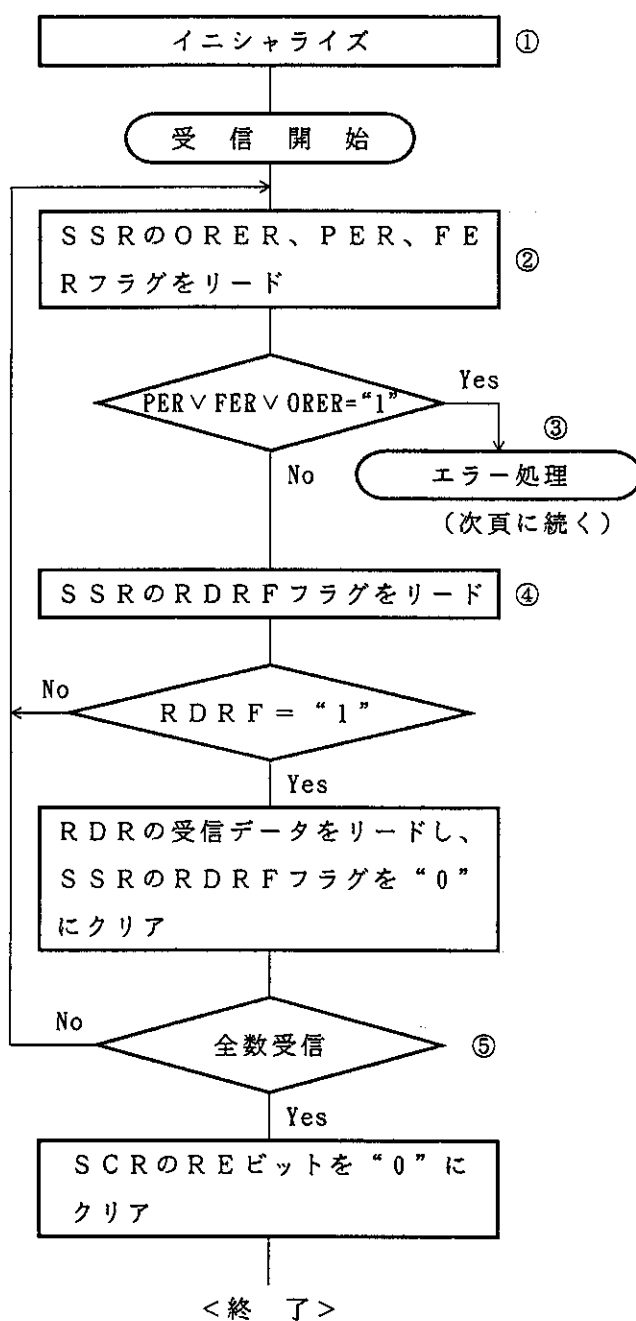 イニシャライズ ①
受 信 開 始
SSRのORER、PER、FE
Rフラグをリード ②
PER∨FER∨ORER=“1”
Yes
③
エラー処理
(次頁に続く)
No
SSRのRDRFフラグをリード ④
RDRF=“1”
No
Yes
RDRの受信データをリードし、
SSRのRDRFフラグを“0”
にクリア
全数受信 ⑤
No
Yes
SCRのREビットを“0”に
クリア
<終 了>